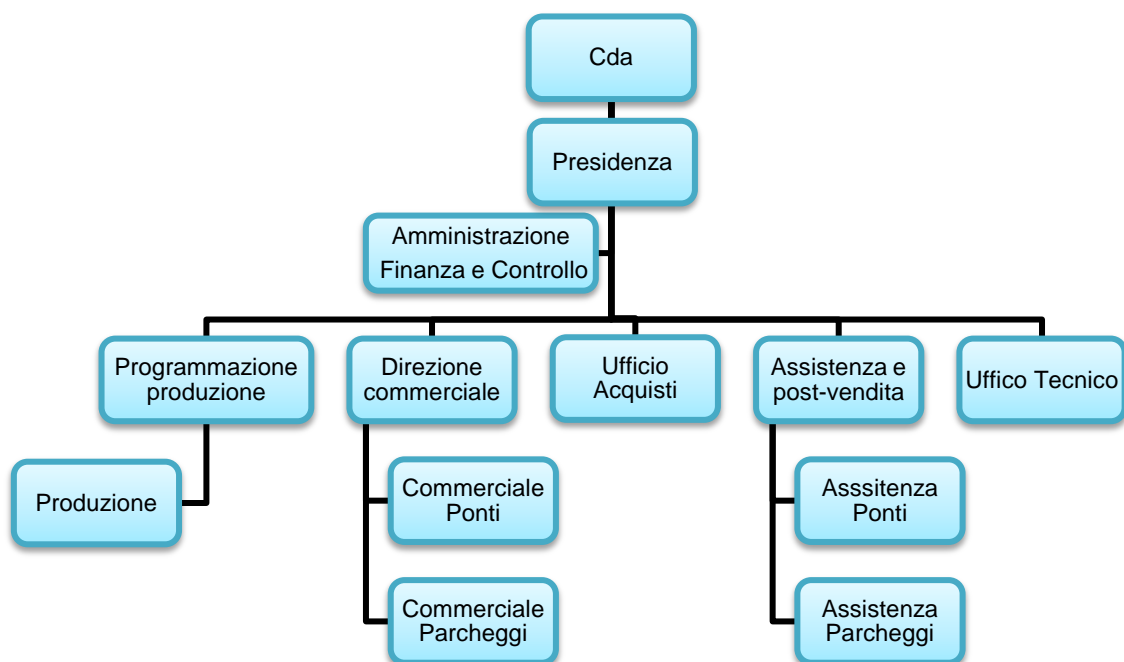 Cda
Presidenza
Amministrazione
Finanza e Controllo
Programmazione
produzione
Direzione
commerciale
Ufficio
Acquisti
Assistenza e
post-vendita
Uffico Tecnico
Produzione
Commerciale
Ponti
Asssitenza
Ponti
Commerciale
Parcheggi
Assistenza
Parcheggi